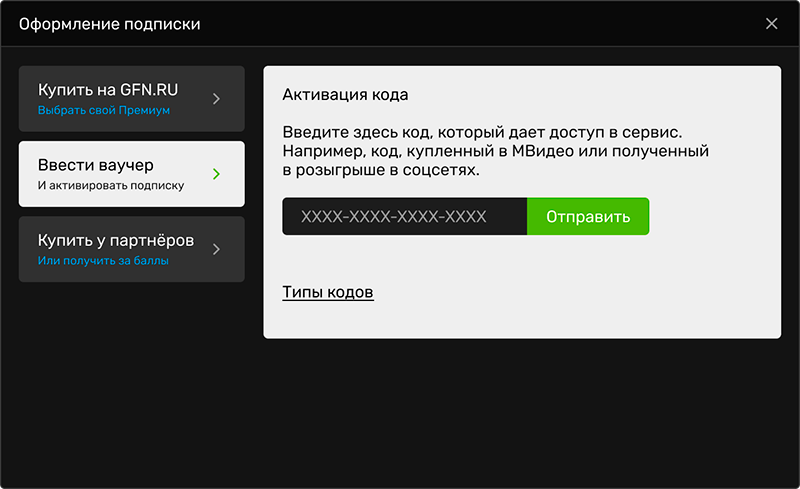 Оформление подписки
Купить на GFN.RU
Выбрать свой Премиум
Ввести ваучер
И активировать подписку
Купить у партнёров
Или получить за баллы
Активация кода
Введите здесь код, который дает доступ в сервис.
Например, код, купленный в МВидео или полученный
в розыгрыше в соцсетях.
XXXX-XXXX-XXXX-XXXX
Отправить
Типы кодов